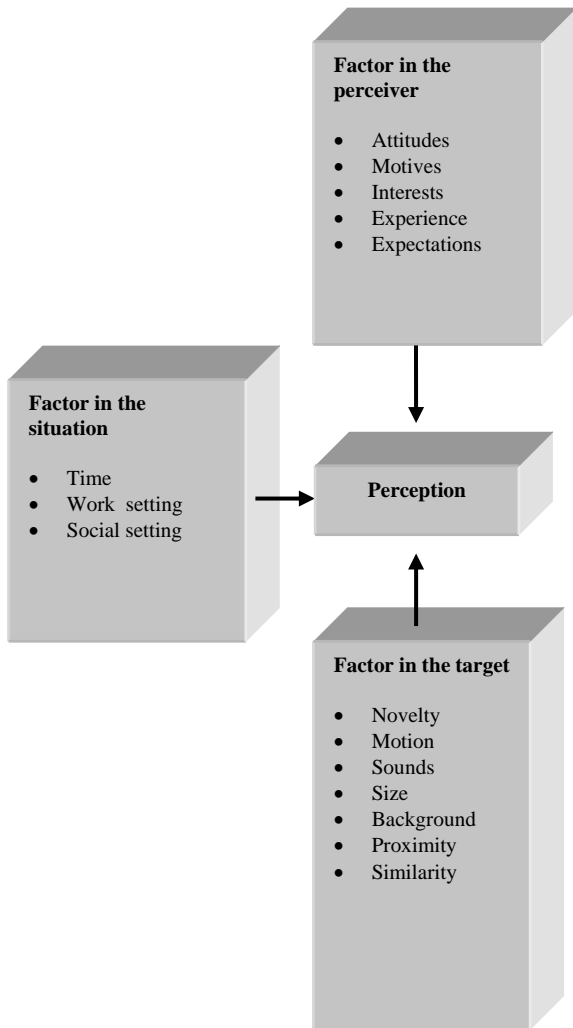 Factor in the
perceiver
• Attitudes
• Motives
• Interests
• Experience
• Expectations
Factor in the
situation
• Time
• Work setting
• Social setting
Perception
Factor in the target
• Novelty
• Motion
• Sounds
• Size
• Background
• Proximity
• Similarity